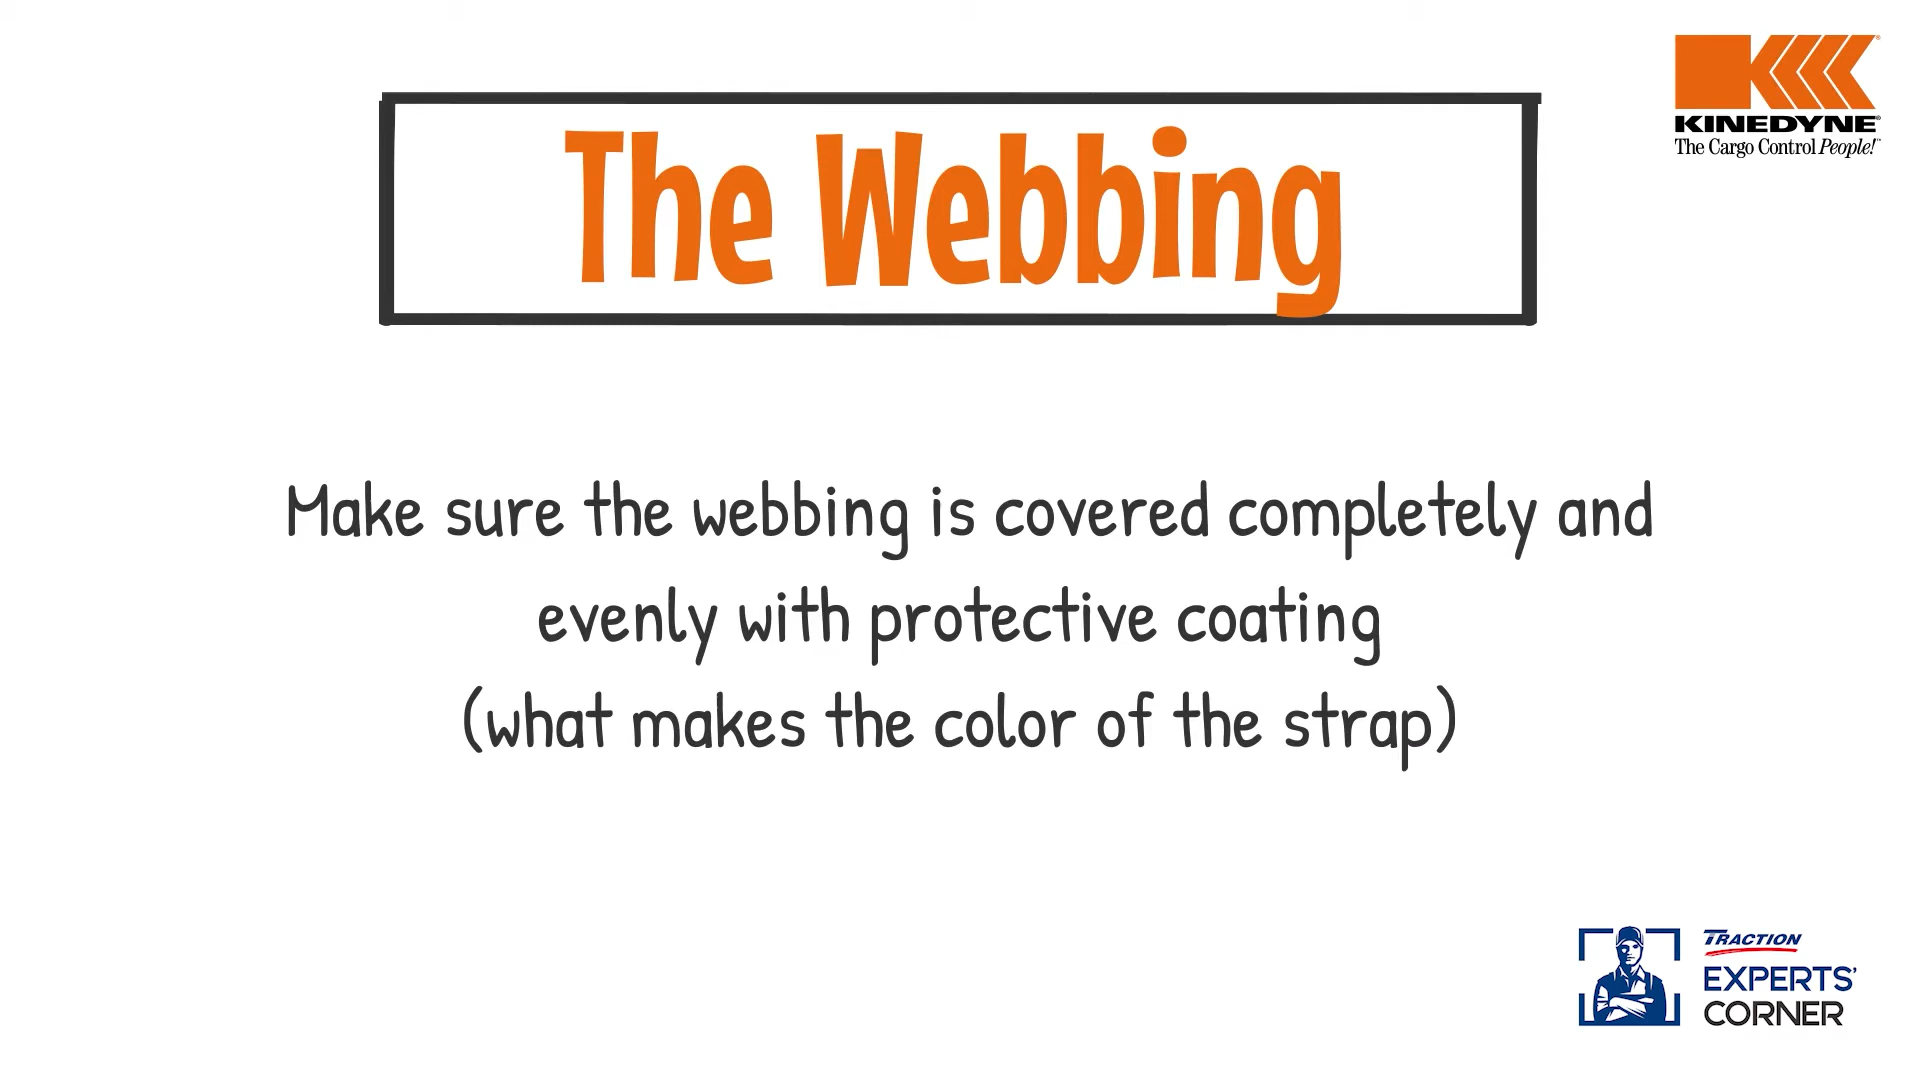 KINEDYNE®
The Cargo Control People!™
The Webbing
Make sure the webbing is covered completely and
evenly with protective coating
(what makes the color of the strap)
TRACTION
EXPERTS'
CORNER